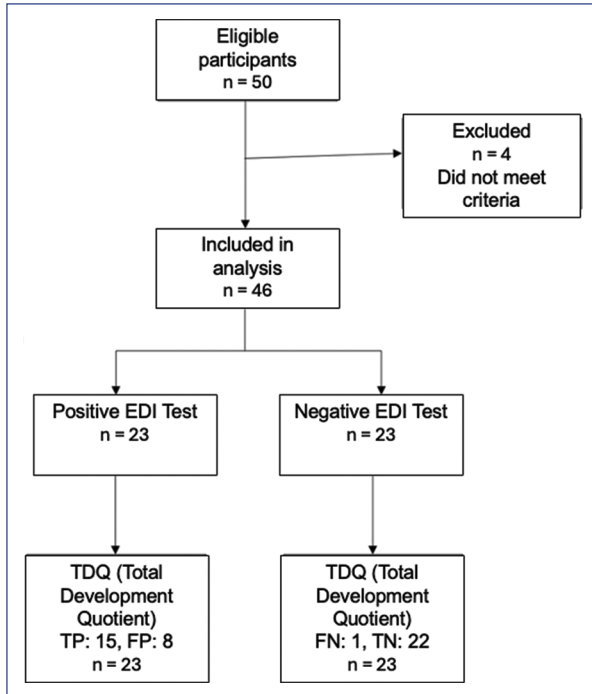 Eligible
participants
n = 50
Excluded
n = 4
Did not meet
criteria
Included in
analysis
n = 46
Positive EDI Test
n = 23
Negative EDI Test
n = 23
TDQ (Total
Development
Quotient)
TP: 15, FP: 8
n = 23
TDQ (Total
Development
Quotient)
FN: 1, TN: 22
n = 23